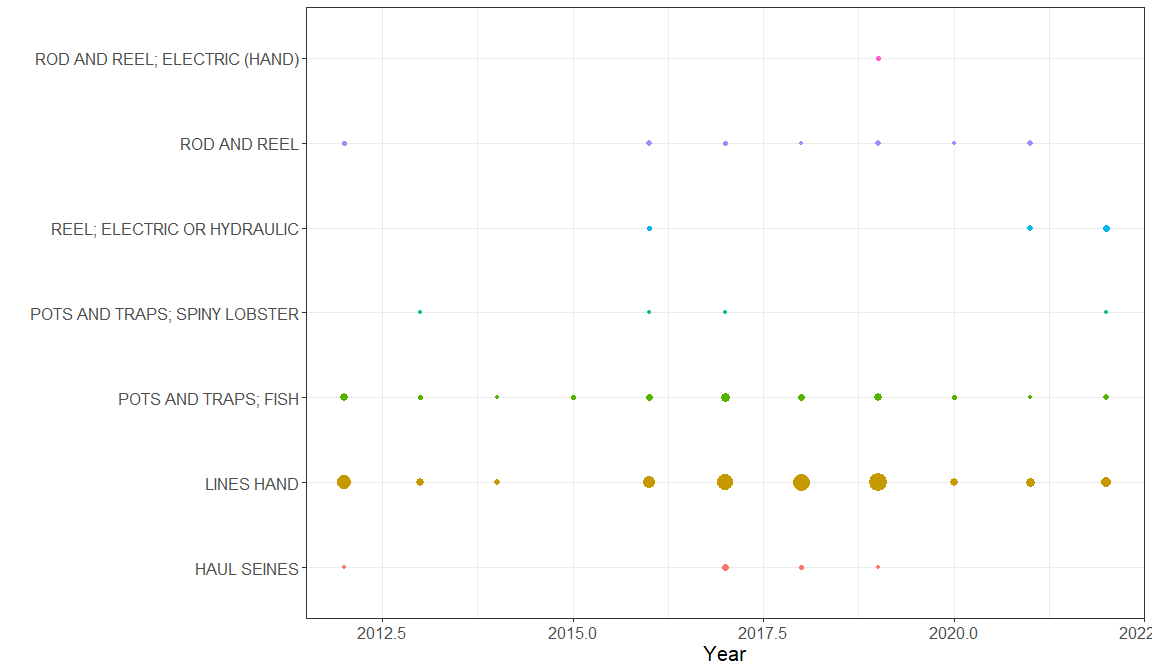 ROD AND REEL; ELECTRIC (HAND)
ROD AND REEL
REEL; ELECTRIC OR HYDRAULIC
POTS AND TRAPS; SPINY LOBSTER
POTS AND TRAPS; FISH
LINES HAND
HAUL SEINES
2012.5 2015.0 2017.5 2020.0 2022
Year